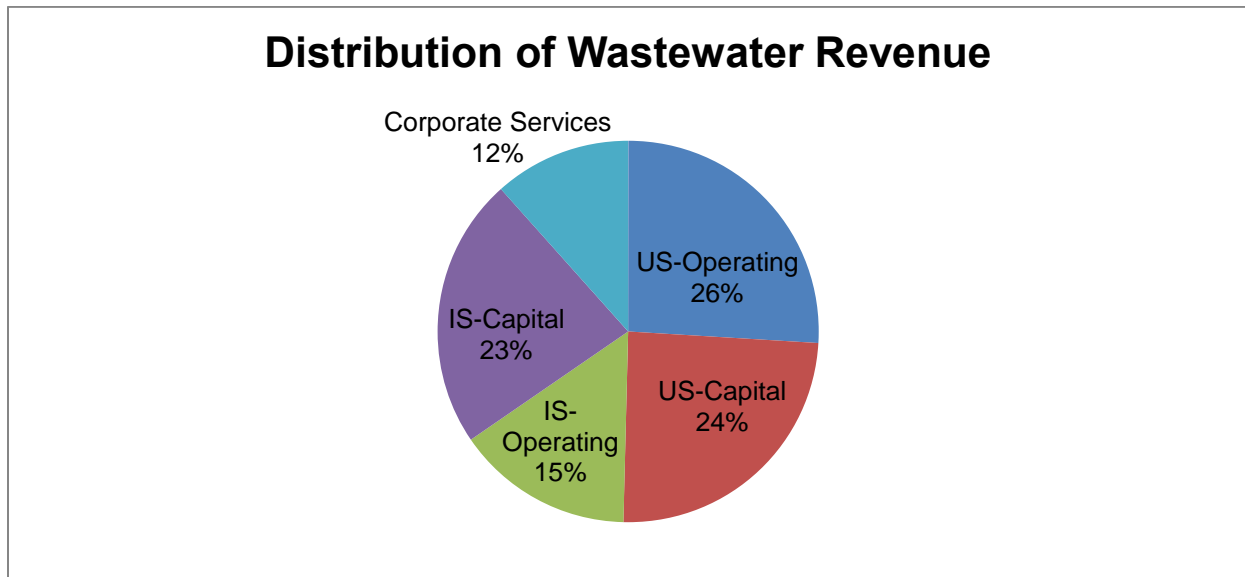 Distribution of Wastewater Revenue
Corporate Services
12%
US-Operating
26%
IS-Capital
23%
US-Capital
24%
IS-
Operating
15%